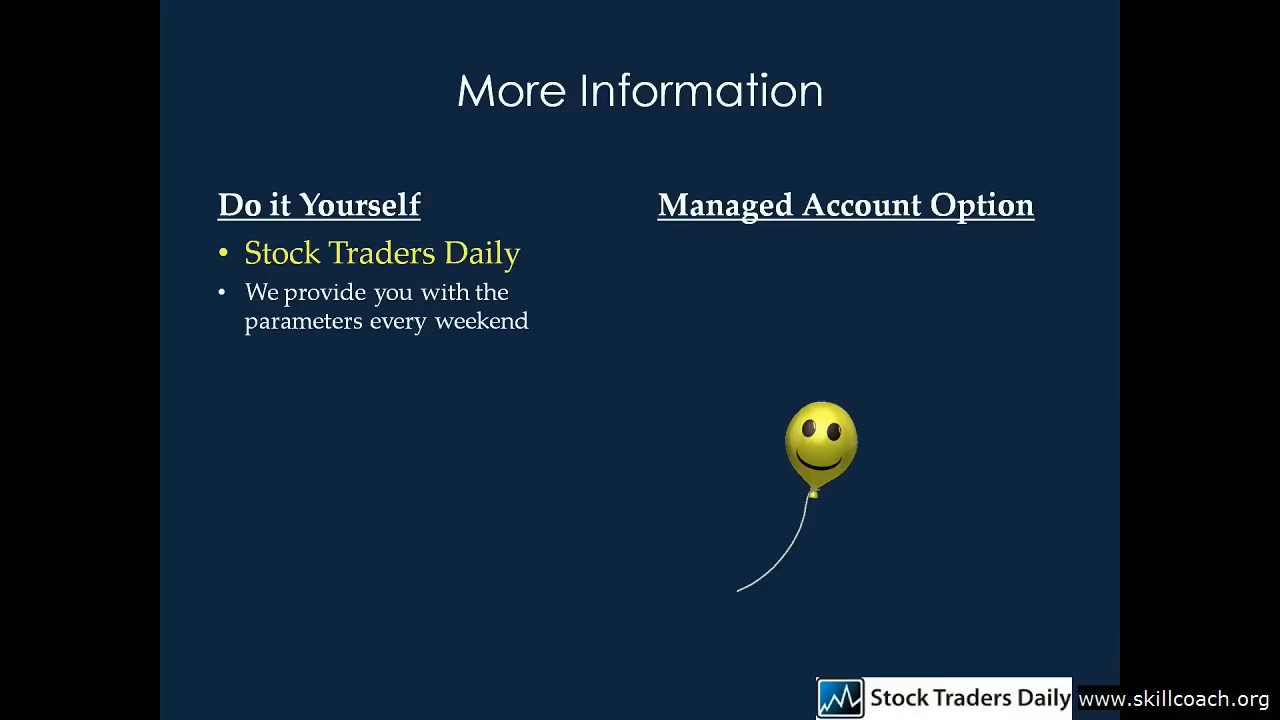 More Information
Do it Yourself
• Stock Traders Daily
• We provide you with the
parameters every weekend
Managed Account Option
Stock Traders Daily
www.skillcoach.org